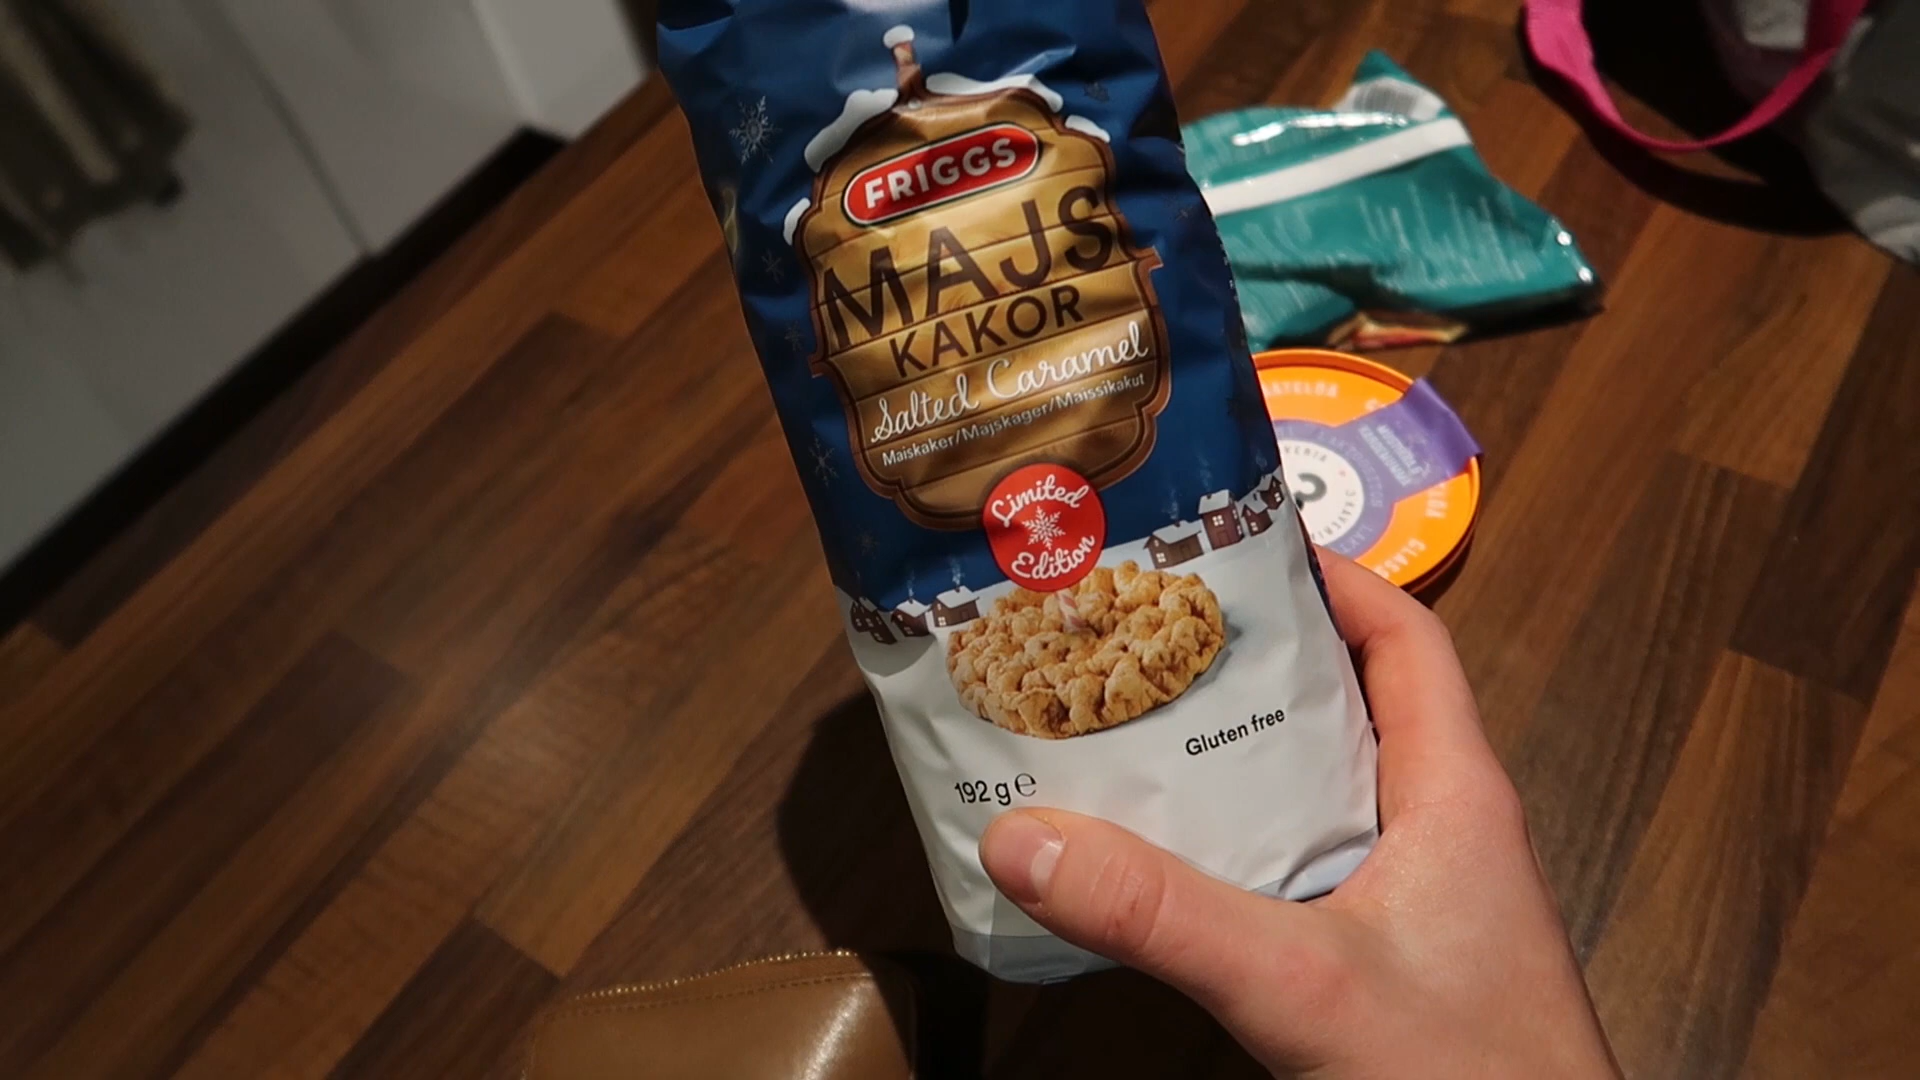 FRIGGS
MAJS
KAKOR
Salted Caramel
Maiskaker/Majskager/Maissikakut
Limited
Edition
Gluten free
192 g ℮